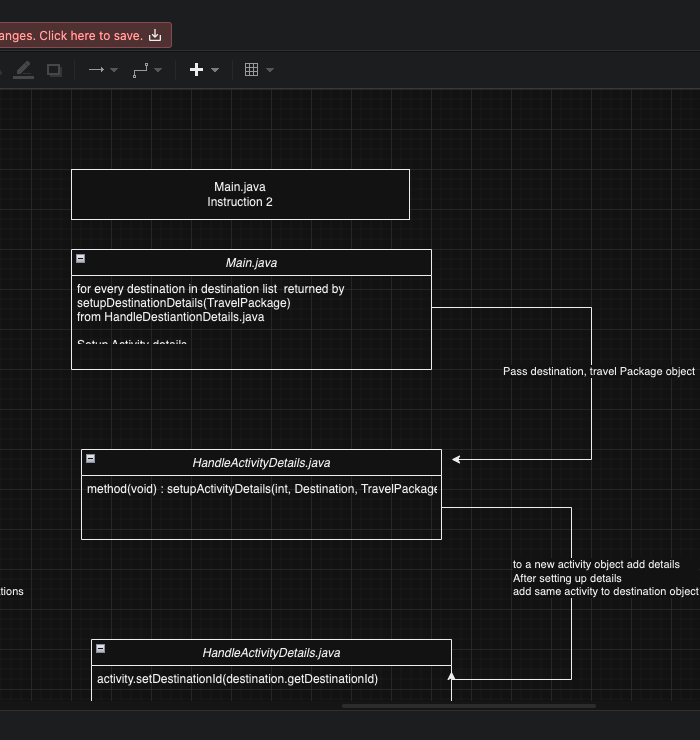 anges. Click here to save.
Main.java
Instruction 2
Main.java
for every destination in destination list  returned by
setupDestinationDetails(TravelPackage)
from HandleDestiantionDetails.java
Setup Activity details
Pass destination, travel Package object
HandleActivityDetails.java
method(void) : setupActivityDetails(int, Destination, TravelPackage
to a new activity object add details
After setting up details
add same activity to destination object
tions
HandleActivityDetails.java
activity.setDestinationId(destination.getDestinationId)